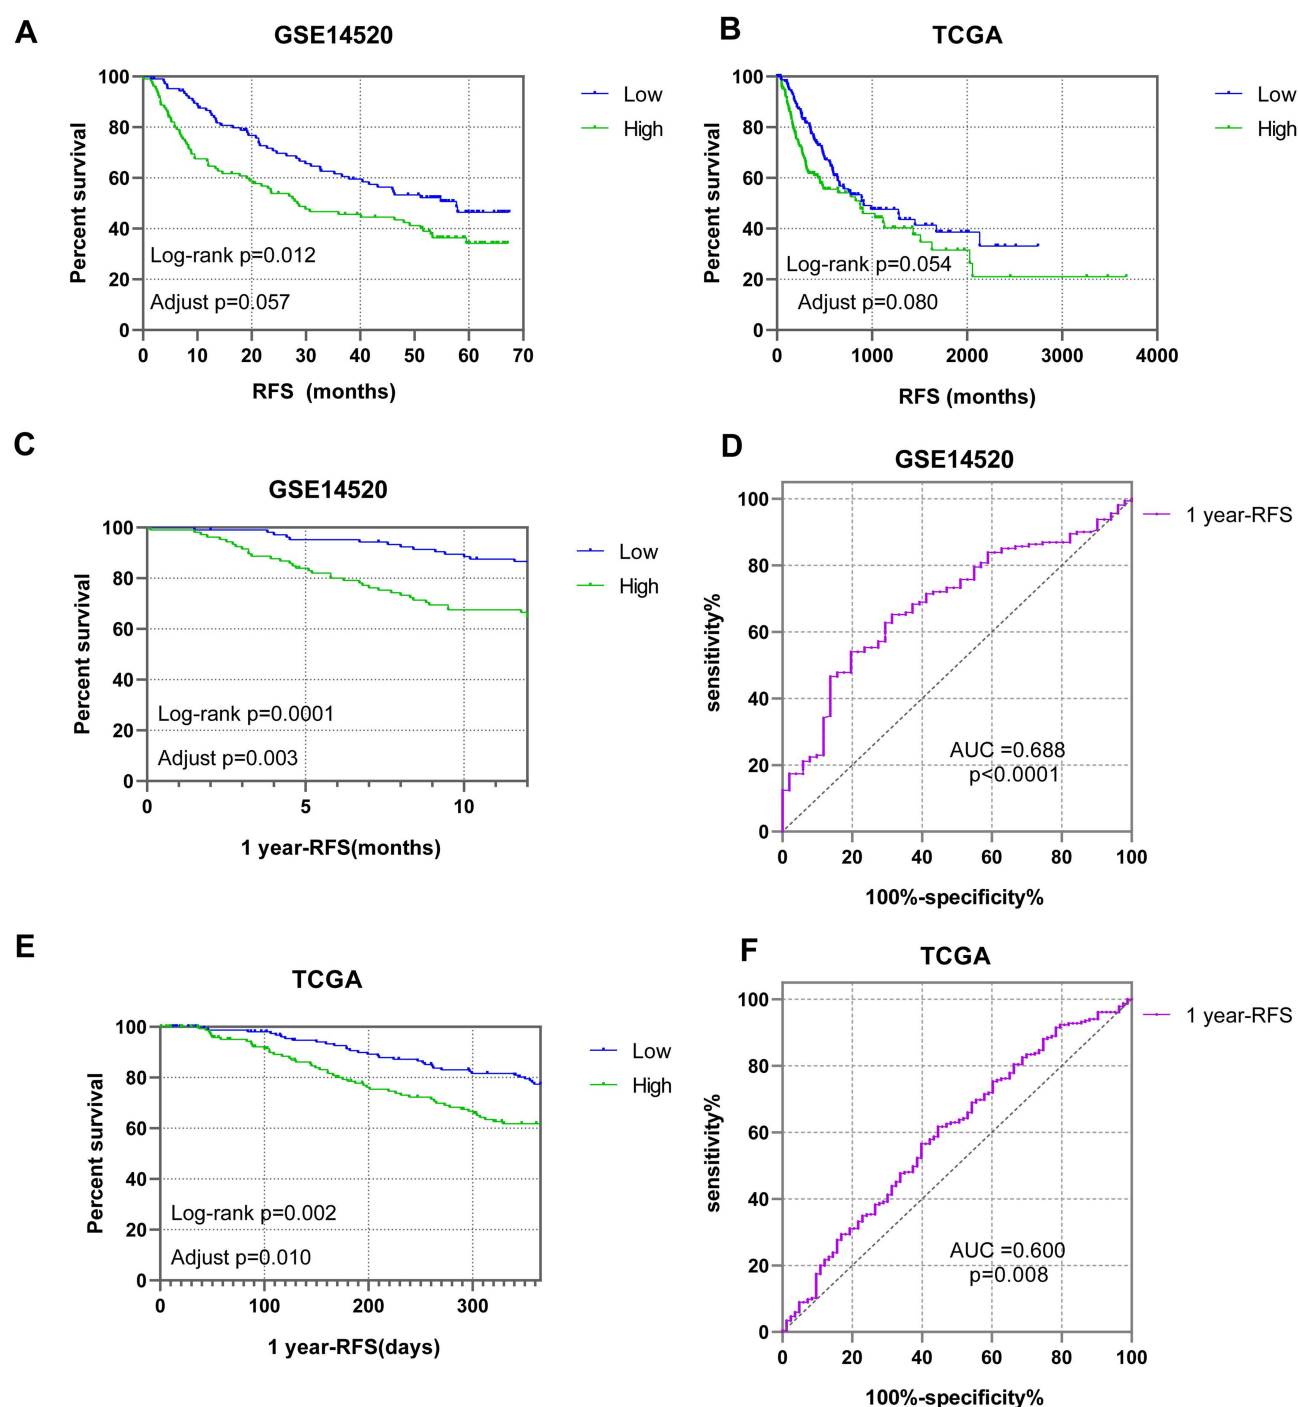 A
GSE14520
Percent survival
100
80
60
40
20
0
Low
High
Log-rank p=0.012
Adjust p=0.057
0 10 20 30 40 50 60 70
RFS (months)
B
TCGA
Percent survival
100
80
60
40
20
0
Low
High
Log-rank p=0.054
Adjust p=0.080
0 1000 2000 3000 4000
RFS (months)
C
GSE14520
Percent survival
100
80
60
40
20
0
Low
High
Log-rank p=0.0001
Adjust p=0.003
0 5 10
1 year-RFS(months)
D
GSE14520
sensitivity%
100
80
60
40
20
0
1 year-RFS
AUC =0.688
p<0.0001
0 20 40 60 80 100
100%-specificity%
E
TCGA
Percent survival
100
80
60
40
20
0
Low
High
Log-rank p=0.002
Adjust p=0.010
0 100 200 300
1 year-RFS(days)
F
TCGA
sensitivity%
100
80
60
40
20
0
1 year-RFS
AUC =0.600
p=0.008
0 20 40 60 80 100
100%-specificity%